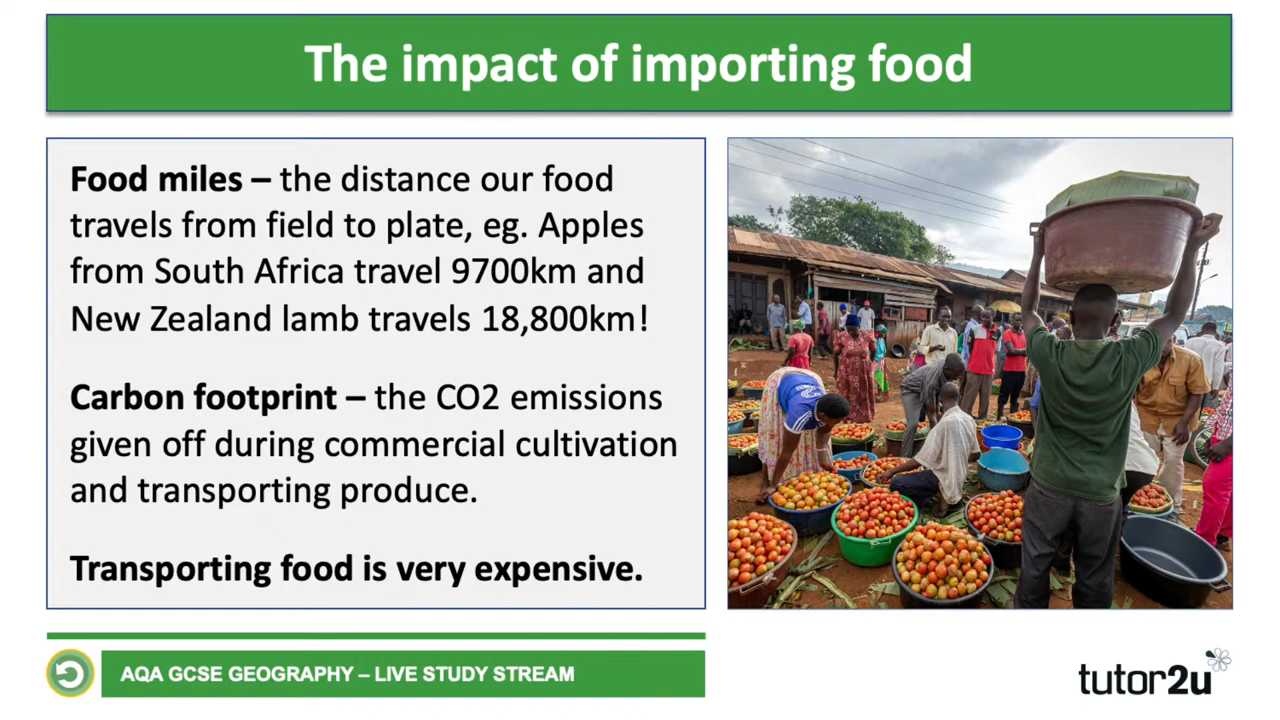 The impact of importing food
Food miles – the distance our food
travels from field to plate, eg. Apples
from South Africa travel 9700km and
New Zealand lamb travels 18,800km!
Carbon footprint – the CO2 emissions
given off during commercial cultivation
and transporting produce.
Transporting food is very expensive.
AQA GCSE GEOGRAPHY – LIVE STUDY STREAM
tutor2u